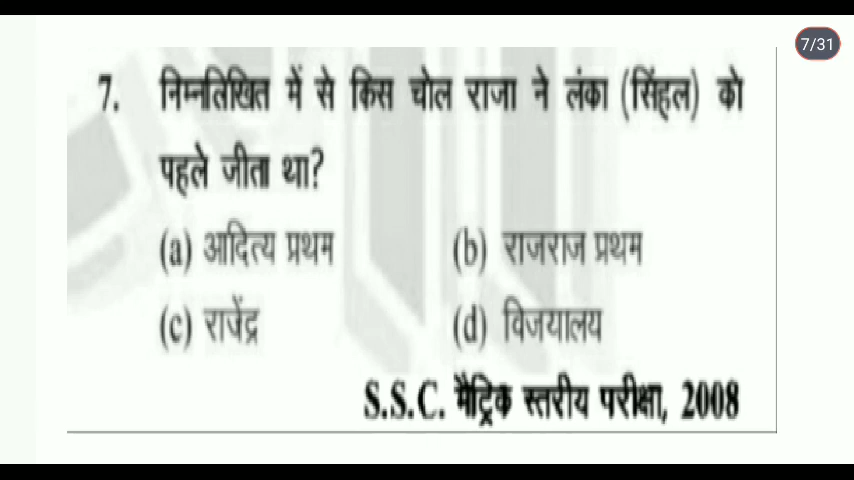 7/31
7. निम्नलिखित में से किस चोल राजा ने लंका (सिंहल) को
पहले जीता था?
(a) आदित्य प्रथम (b) राजराज प्रथम
(c) राजेंद्र (d) विजयालय
S.S.C. मैट्रिक स्तरीय परीक्षा, 2008